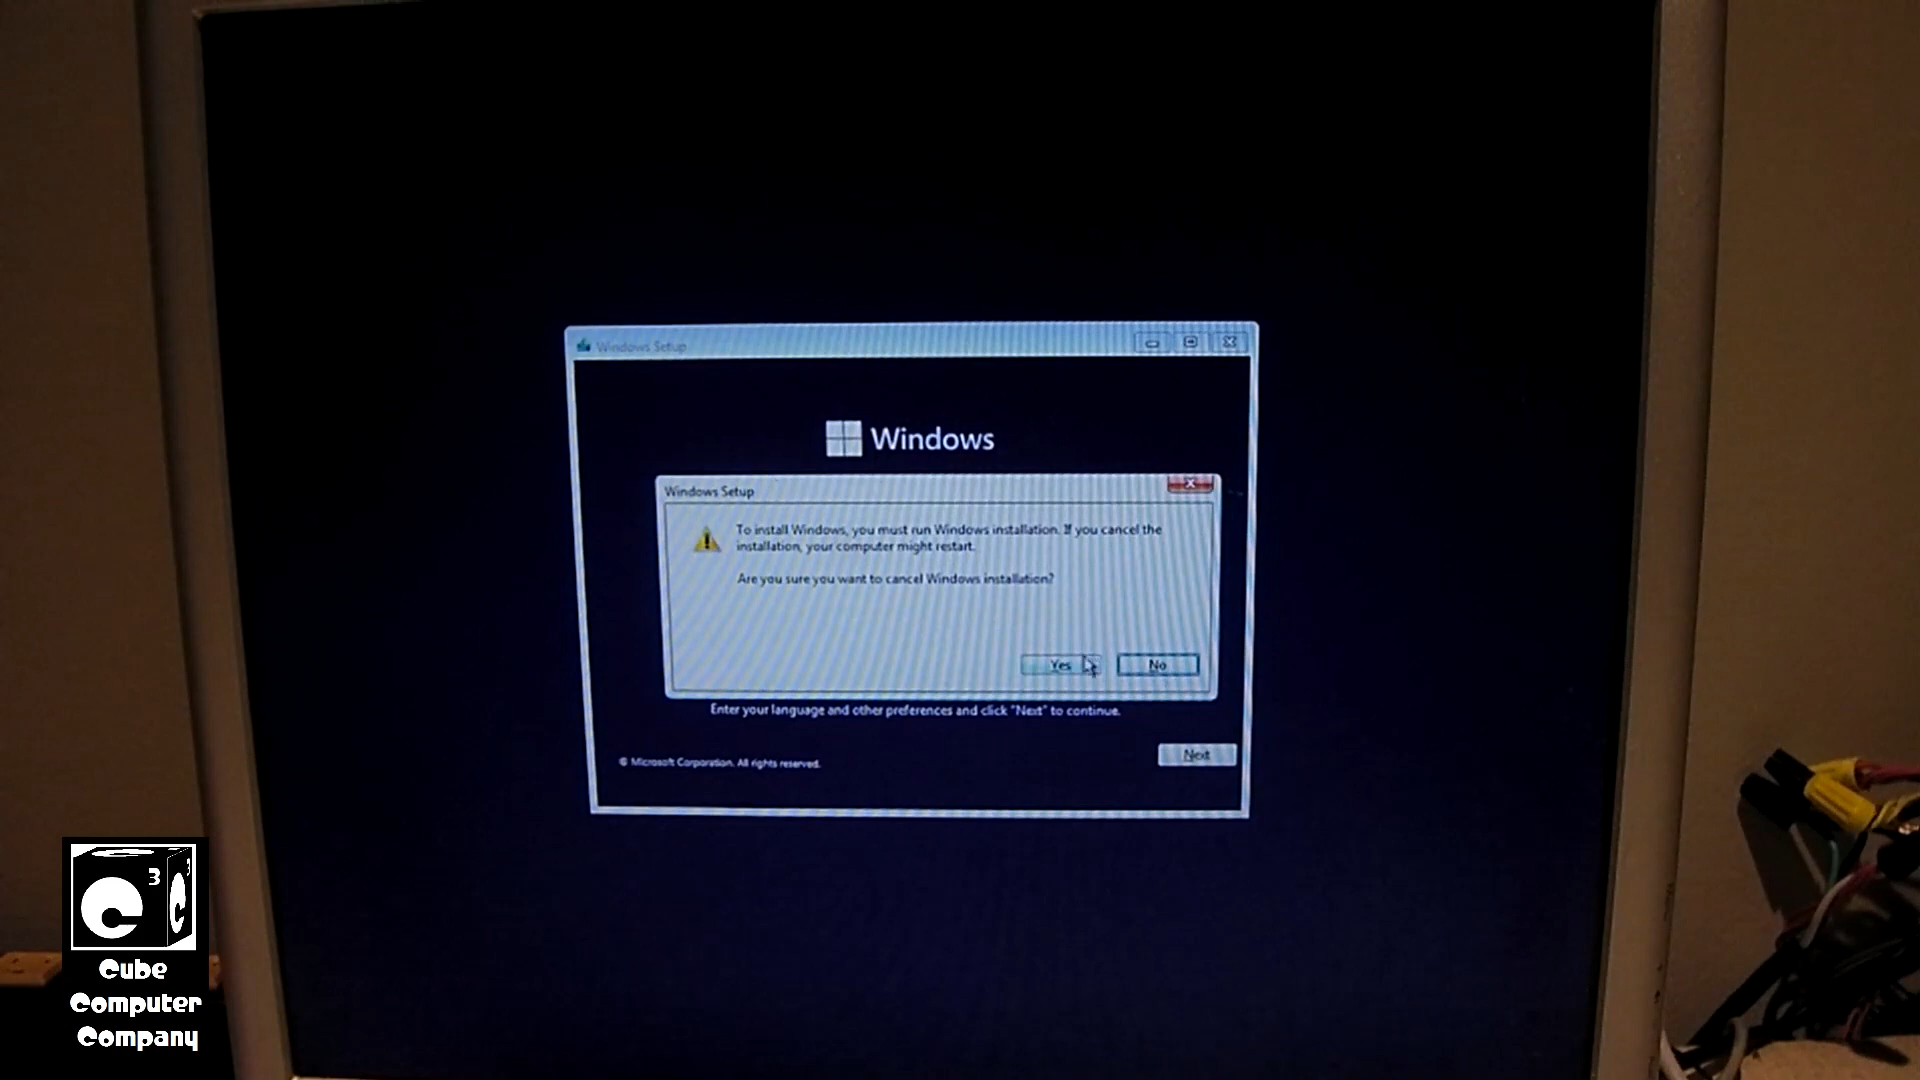 Windows Setup
Windows
Windows Setup
To install Windows, you must run Windows installation. If you cancel the
installation, your computer might restart.
Are you sure you want to cancel Windows installation?
Yes
No
Enter your language and other preferences and click "Next" to continue.
Next
© Microsoft Corporation. All rights reserved.
C 3
C 3
Cube
Computer
Company